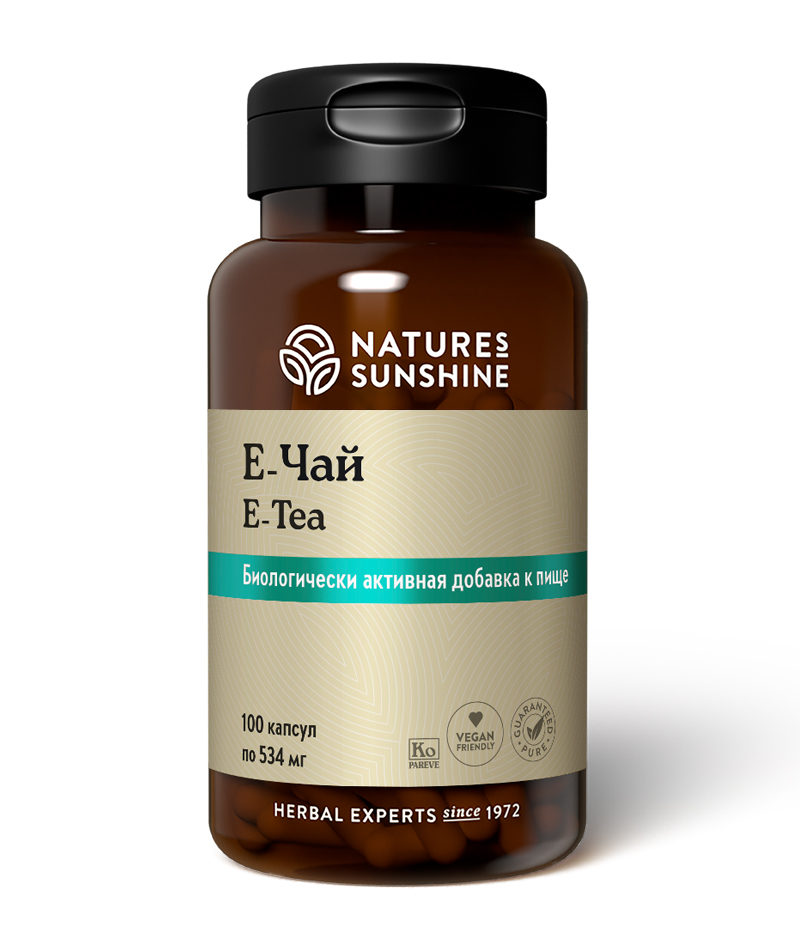 NATURES
SUNSHINE
Е-Чай
E-Tea
Биологически активная добавка к пище
100 капсул
по 534 мг
Ko
PAREVE
VEGAN
FRIENDLY
GUARANTEED
• PURE •
HERBAL EXPERTS since 1972